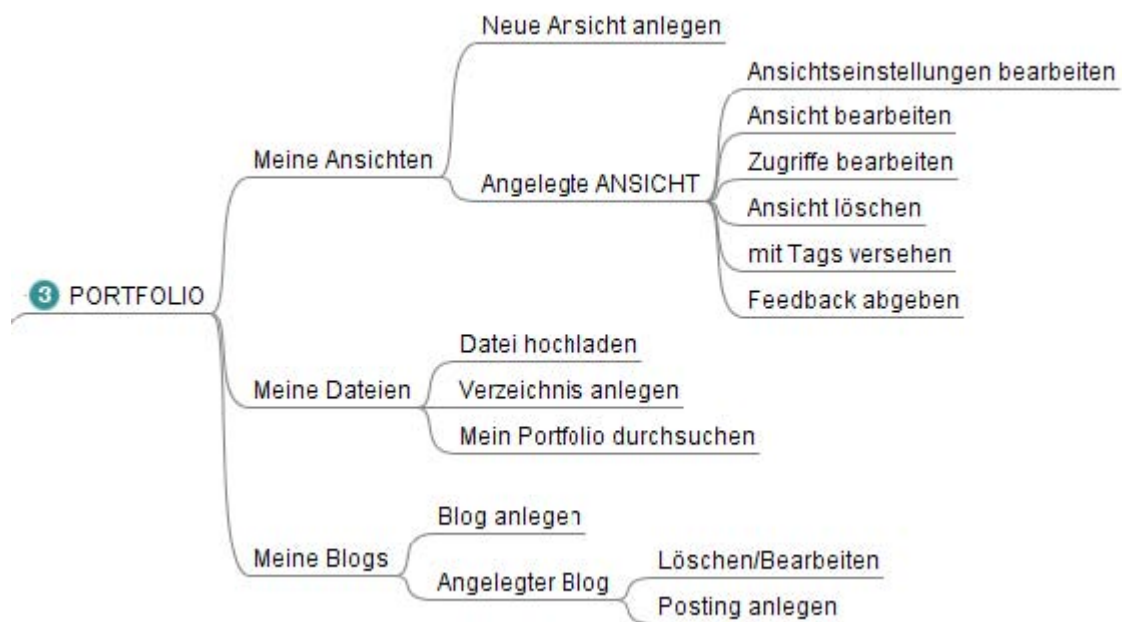 Neue Ansicht anlegen
Ansichtseinstellungen bearbeiten
Ansicht bearbeiten
Meine Ansichten
Zugriffe bearbeiten
Angelegte ANSICHT
Ansicht löschen
mit Tags versehen
3 PORTFOLIO
Feedback abgeben
Datei hochladen
Meine Dateien
Verzeichnis anlegen
Mein Portfolio durchsuchen
Blog anlegen
Meine Blogs
Löschen/Bearbeiten
Angelegter Blog
Posting anlegen